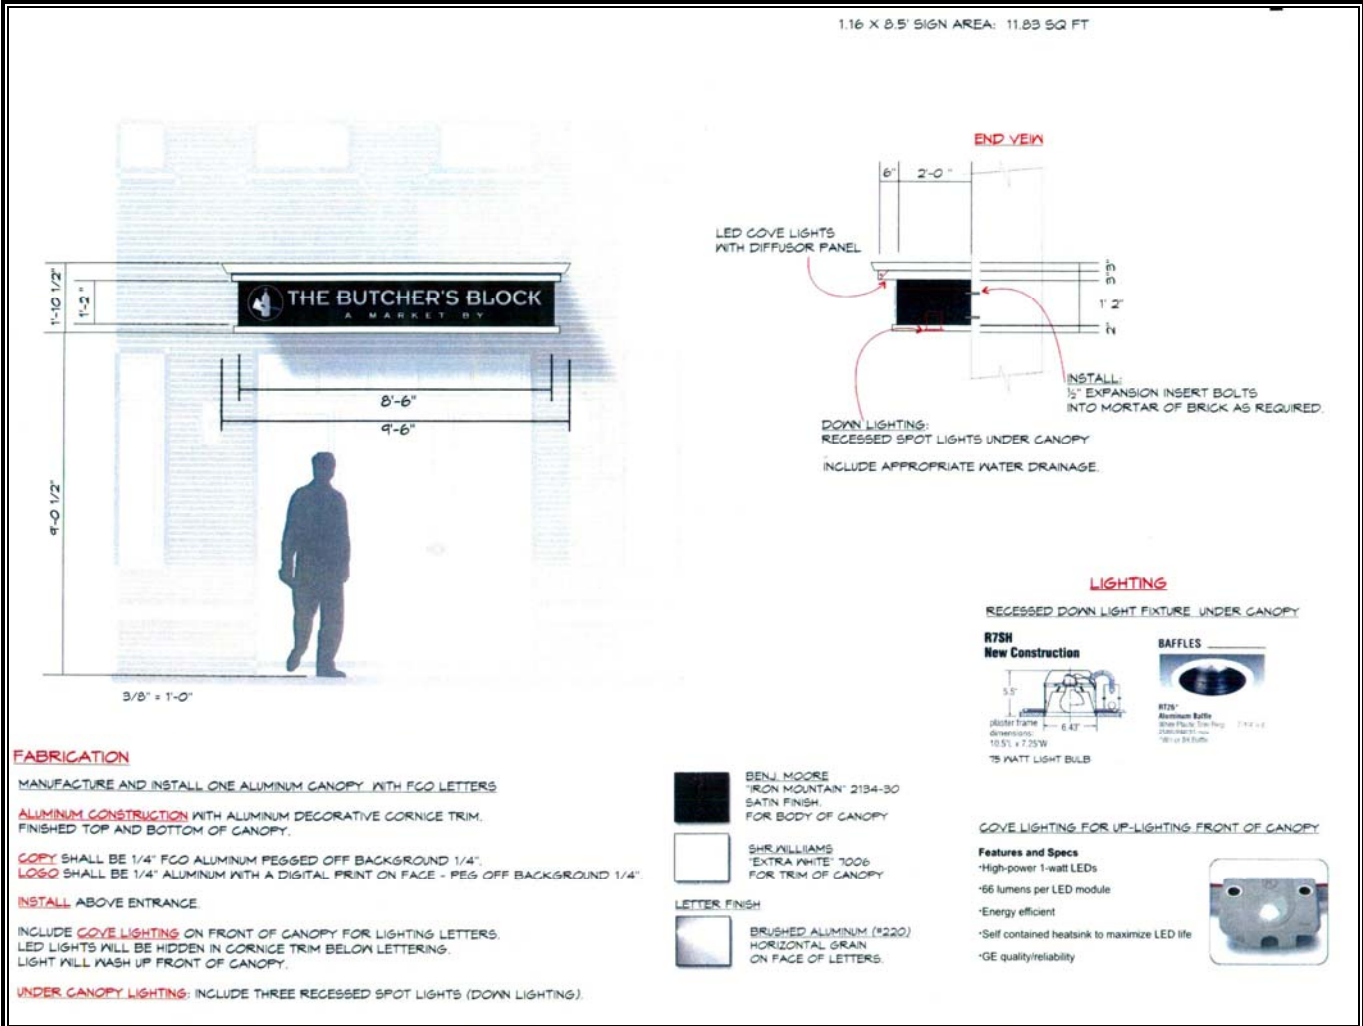 1.16 X 8.5' SIGN AREA: 11.83 SQ FT
END VEIW
6" 2'-0"
LED COVE LIGHTS
WITH DIFFUSOR PANEL
3"
3"
1' 2"
2"
INSTALL:
½" EXPANSION INSERT BOLTS
INTO MORTAR OF BRICK AS REQUIRED.
DOWN LIGHTING:
RECESSED SPOT LIGHTS UNDER CANOPY
INCLUDE APPROPRIATE WATER DRAINAGE.
1'-10 1/2"
1'-2"
THE BUTCHER'S BLOCK
A MARKET BY
8'-6"
9'-6"
9'-0 1/2"
3/8" = 1'-0"
LIGHTING
RECESSED DOWN LIGHT FIXTURE UNDER CANOPY
R7SH
New Construction
5.5"
plaster frame
dimensions:
10.5"L x 7.25"W
6.43"
75 WATT LIGHT BULB
BAFFLES
RT26*
Aluminum Baffle
White Plastic Trim Ring
FABRICATION
MANUFACTURE AND INSTALL ONE ALUMINUM CANOPY WITH FCO LETTERS
ALUMINUM CONSTRUCTION WITH ALUMINUM DECORATIVE CORNICE TRIM.
FINISHED TOP AND BOTTOM OF CANOPY.
COPY SHALL BE 1/4" FCO ALUMINUM PEGGED OFF BACKGROUND 1/4".
LOGO SHALL BE 1/4" ALUMINUM WITH A DIGITAL PRINT ON FACE - PEG OFF BACKGROUND 1/4".
INSTALL ABOVE ENTRANCE.
INCLUDE COVE LIGHTING ON FRONT OF CANOPY FOR LIGHTING LETTERS.
LED LIGHTS WILL BE HIDDEN IN CORNICE TRIM BELOW LETTERING.
LIGHT WILL WASH UP FRONT OF CANOPY.
UNDER CANOPY LIGHTING: INCLUDE THREE RECESSED SPOT LIGHTS (DOWN LIGHTING).
BENJ. MOORE
"IRON MOUNTAIN" 2134-30
SATIN FINISH.
FOR BODY OF CANOPY
SHR.WILLIIAMS
"EXTRA WHITE" 7006
FOR TRIM OF CANOPY
LETTER FINISH
BRUSHED ALUMINUM (#220)
HORIZONTAL GRAIN
ON FACE OF LETTERS.
COVE LIGHTING FOR UP-LIGHTING FRONT OF CANOPY
Features and Specs
•High-power 1-watt LEDs
•66 lumens per LED module
•Energy efficient
•Self contained heatsink to maximize LED life
•GE quality/reliability